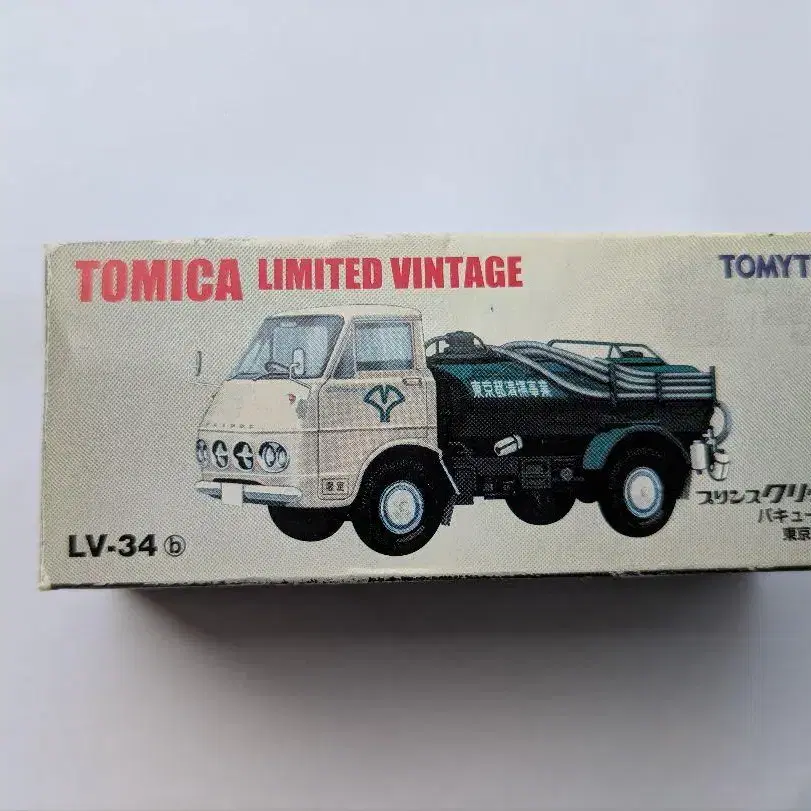 TOMICA LIMITED VINTAGE
TOMYT
東京都清掃事業
プリンスクリ
バキュー
東京
LV-34 b